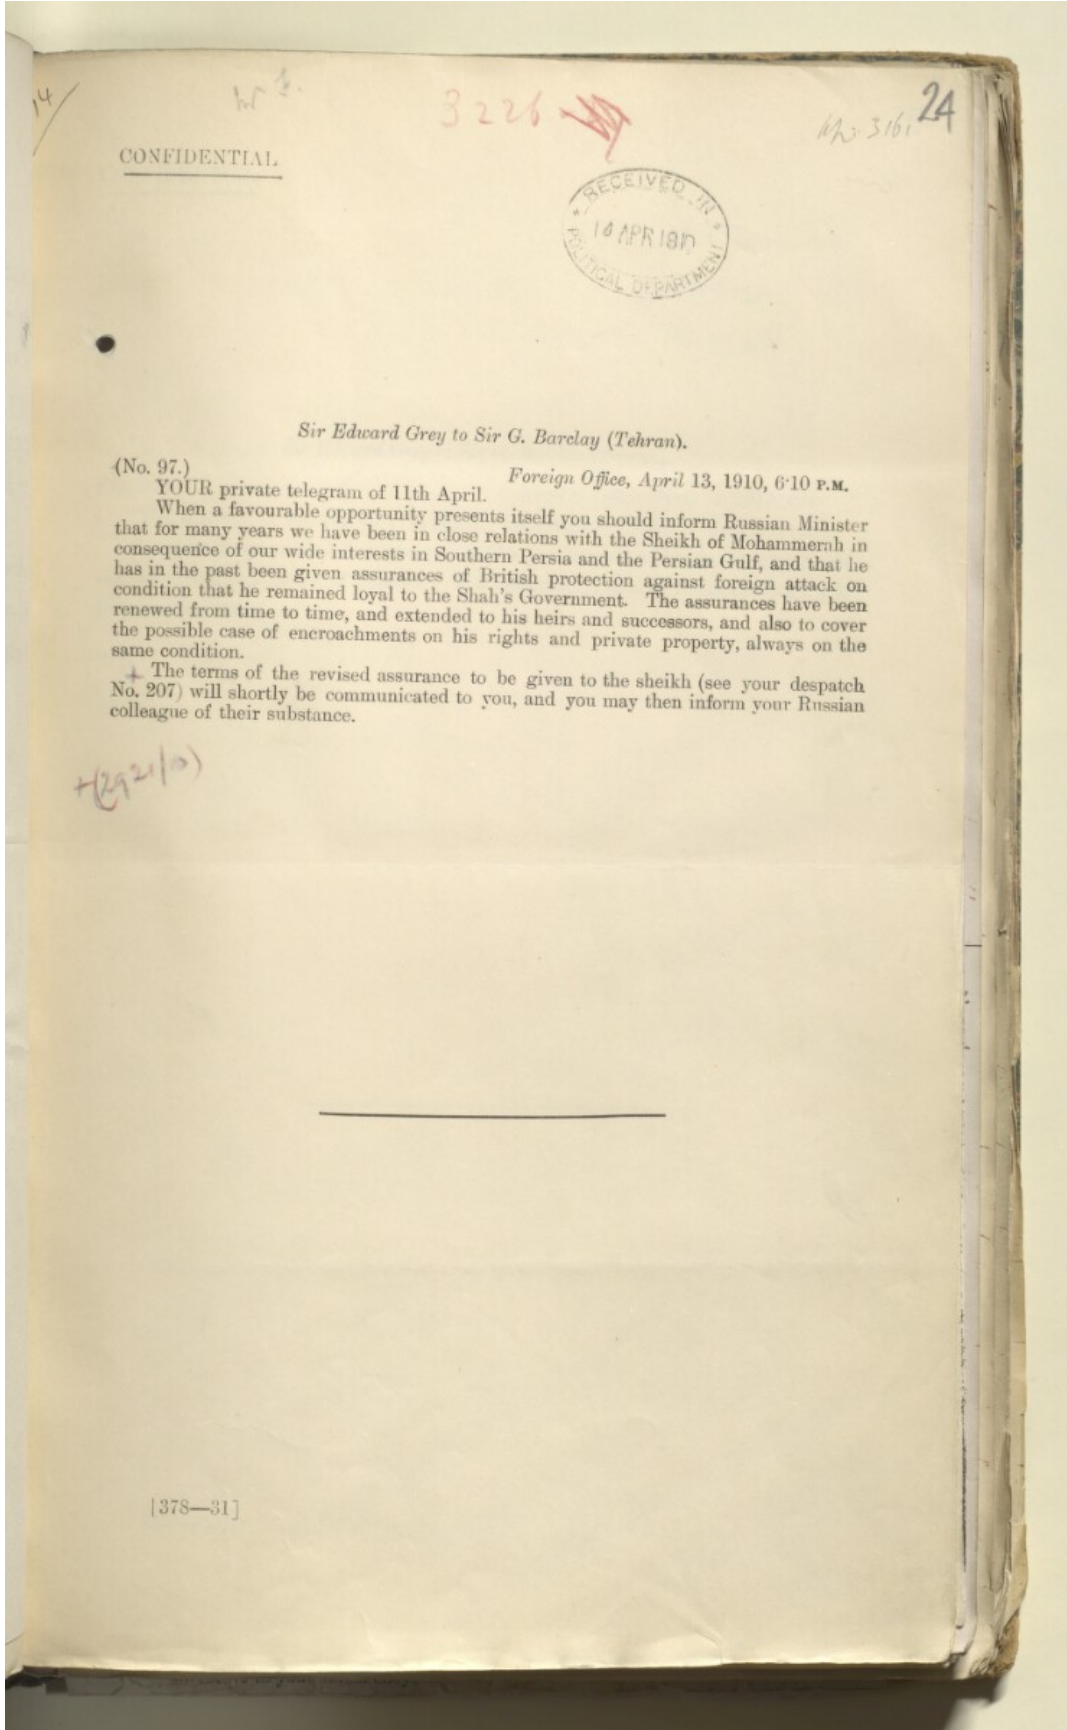 14/
3226
24
CONFIDENTIAL
RECEIVED IN
14 APR 1910
POLITICAL DEPARTMENT
Sir Edward Grey to Sir G. Barclay (Tehran).
(No. 97.) Foreign Office, April 13, 1910, 6·10 P.M.
YOUR private telegram of 11th April.
When a favourable opportunity presents itself you should inform Russian Minister
that for many years we have been in close relations with the Sheikh of Mohammerah in
consequence of our wide interests in Southern Persia and the Persian Gulf, and that he
has in the past been given assurances of British protection against foreign attack on
condition that he remained loyal to the Shah's Government. The assurances have been
renewed from time to time, and extended to his heirs and successors, and also to cover
the possible case of encroachments on his rights and private property, always on the
same condition.
+ The terms of the revised assurance to be given to the sheikh (see your despatch
No. 207) will shortly be communicated to you, and you may then inform your Russian
colleague of their substance.
+(2921/10)
[378—31]